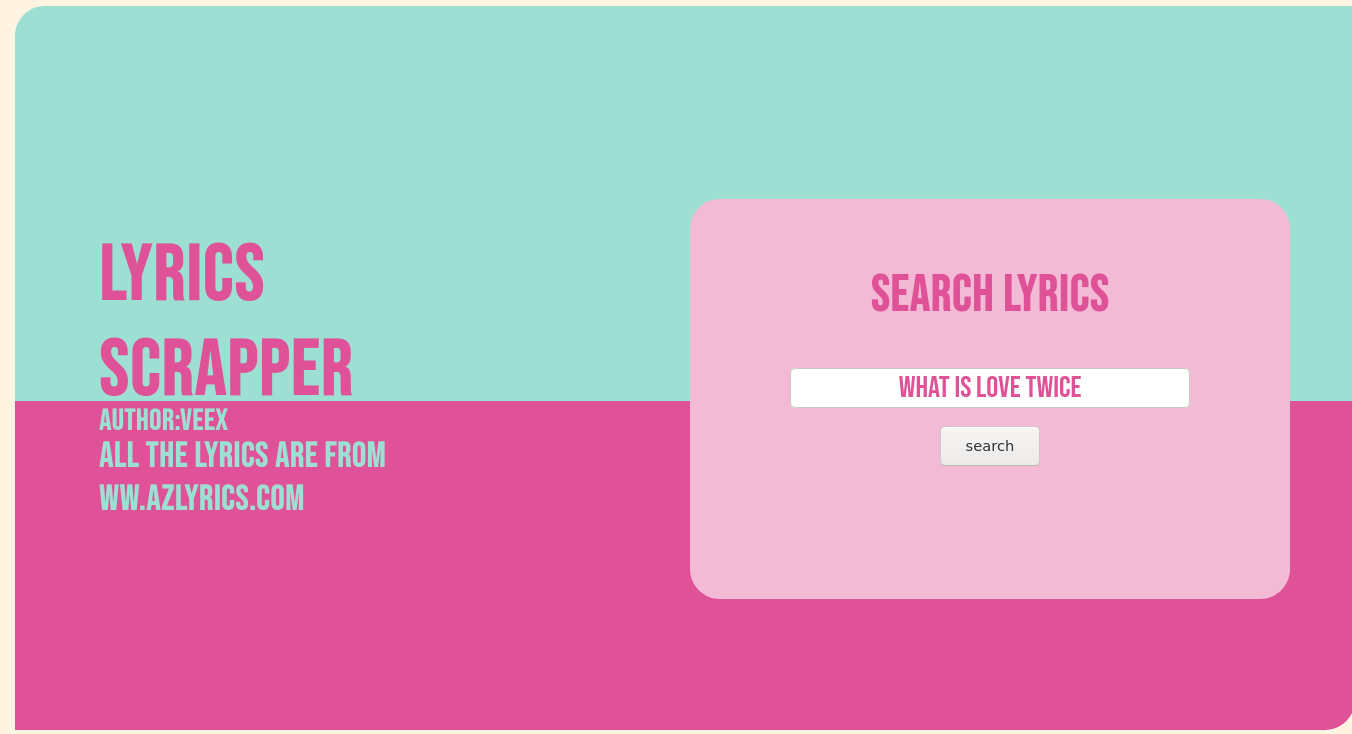 LYRICS
SCRAPPER
AUTHOR:VEEX
ALL THE LYRICS ARE FROM
WW.AZLYRICS.COM
SEARCH LYRICS
WHAT IS LOVE TWICE
search